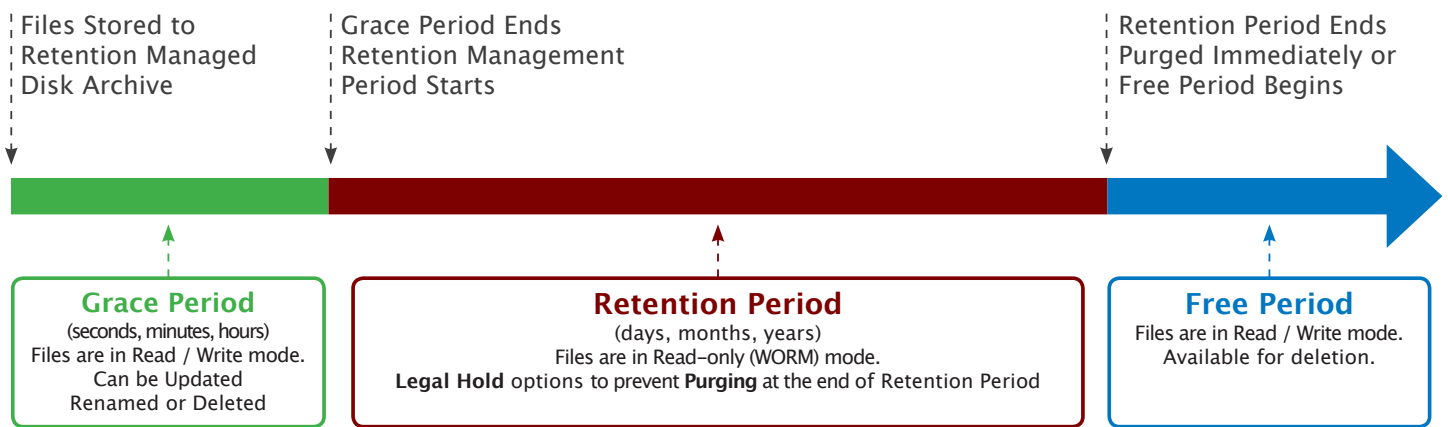 Files Stored to
Retention Managed
Disk Archive
Grace Period Ends
Retention Management
Period Starts
Retention Period Ends
Purged Immediately or
Free Period Begins
Grace Period
(seconds, minutes, hours)
Files are in Read / Write mode.
Can be Updated
Renamed or Deleted
Retention Period
(days, months, years)
Files are in Read-only (WORM) mode.
Legal Hold options to prevent Purging at the end of Retention Period
Free Period
Files are in Read / Write mode.
Available for deletion.